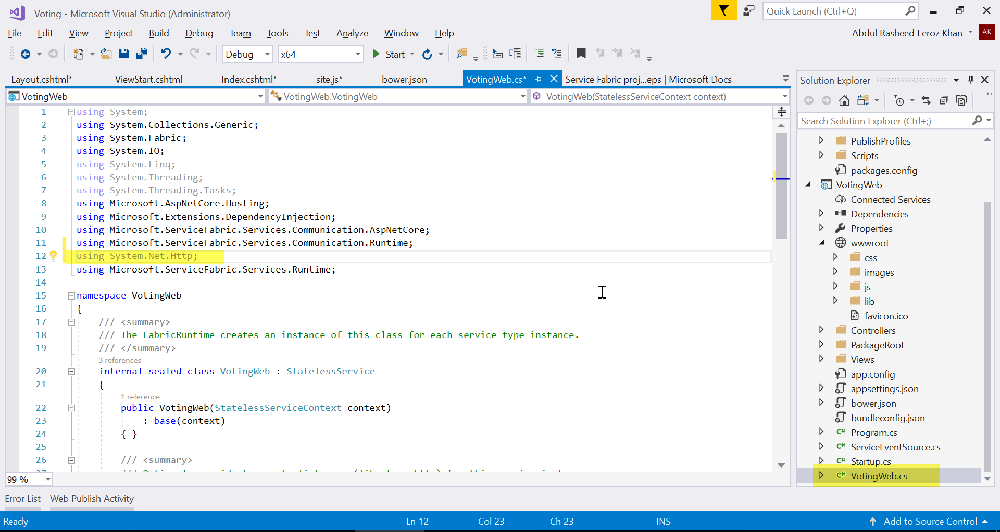 Voting - Microsoft Visual Studio (Administrator)
Quick Launch (Ctrl+Q)
File Edit View Project Build Debug Team Tools Test Analyze Window Help
Abdul Rasheed Feroz Khan AK
Debug x64 Start
_Layout.cshtml* _ViewStart.cshtml Index.cshtml* site.js* bower.json VotingWeb.cs* Service Fabric proj...eps | Microsoft Docs
VotingWeb VotingWeb.VotingWeb VotingWeb(StatelessServiceContext context)
1 using System;
2 using System.Collections.Generic;
3 using System.Fabric;
4 using System.IO;
5 using System.Linq;
6 using System.Threading;
7 using System.Threading.Tasks;
8 using Microsoft.AspNetCore.Hosting;
9 using Microsoft.Extensions.DependencyInjection;
10 using Microsoft.ServiceFabric.Services.Communication.AspNetCore;
11 using Microsoft.ServiceFabric.Services.Communication.Runtime;
12 using System.Net.Http;
13 using Microsoft.ServiceFabric.Services.Runtime;
14
15 namespace VotingWeb
16 {
17 /// <summary>
18 /// The FabricRuntime creates an instance of this class for each service type instance.
19 /// </summary>
3 references
20 internal sealed class VotingWeb : StatelessService
21 {
1 reference
22 public VotingWeb(StatelessServiceContext context)
23 : base(context)
24 { }
25
26 /// <summary>
99 %
Solution Explorer
Search Solution Explorer (Ctrl+;)
PublishProfiles
Scripts
packages.config
VotingWeb
Connected Services
Dependencies
Properties
wwwroot
css
images
js
lib
favicon.ico
Controllers
PackageRoot
Views
app.config
appsettings.json
bower.json
bundleconfig.json
C# Program.cs
C# ServiceEventSource.cs
C# Startup.cs
C# VotingWeb.cs
Error List Web Publish Activity
Ready Ln 12 Col 23 Ch 23 INS Add to Source Control